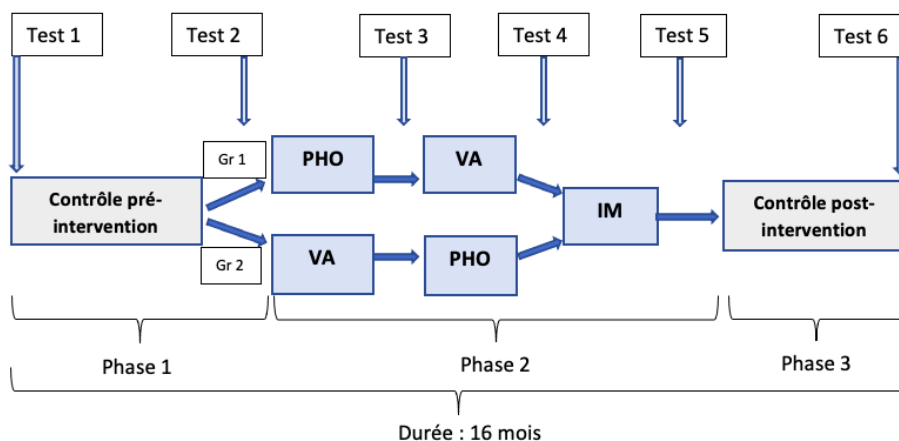 Test 1
Test 2
Test 3
Test 4
Test 5
Test 6
Gr 1
PHO
VA
Contrôle pré-
intervention
IM
Contrôle post-
intervention
Gr 2
VA
PHO
Phase 1
Phase 2
Phase 3
Durée : 16 mois